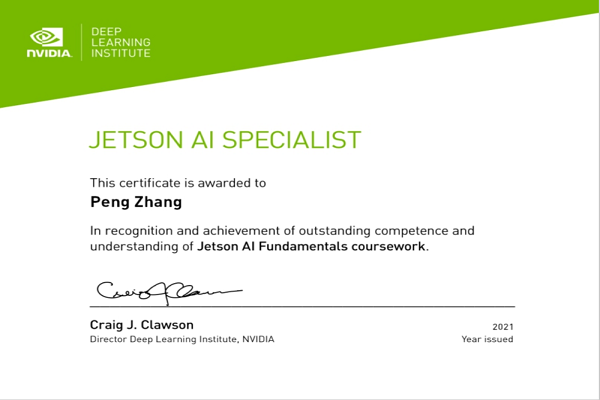 NVIDIA.
DEEP
LEARNING
INSTITUTE
JETSON AI SPECIALIST
This certificate is awarded to
Peng Zhang
In recognition and achievement of outstanding competence and
understanding of Jetson AI Fundamentals coursework.
Craig J. Clawson
2021
Director Deep Learning Institute, NVIDIA
Year issued